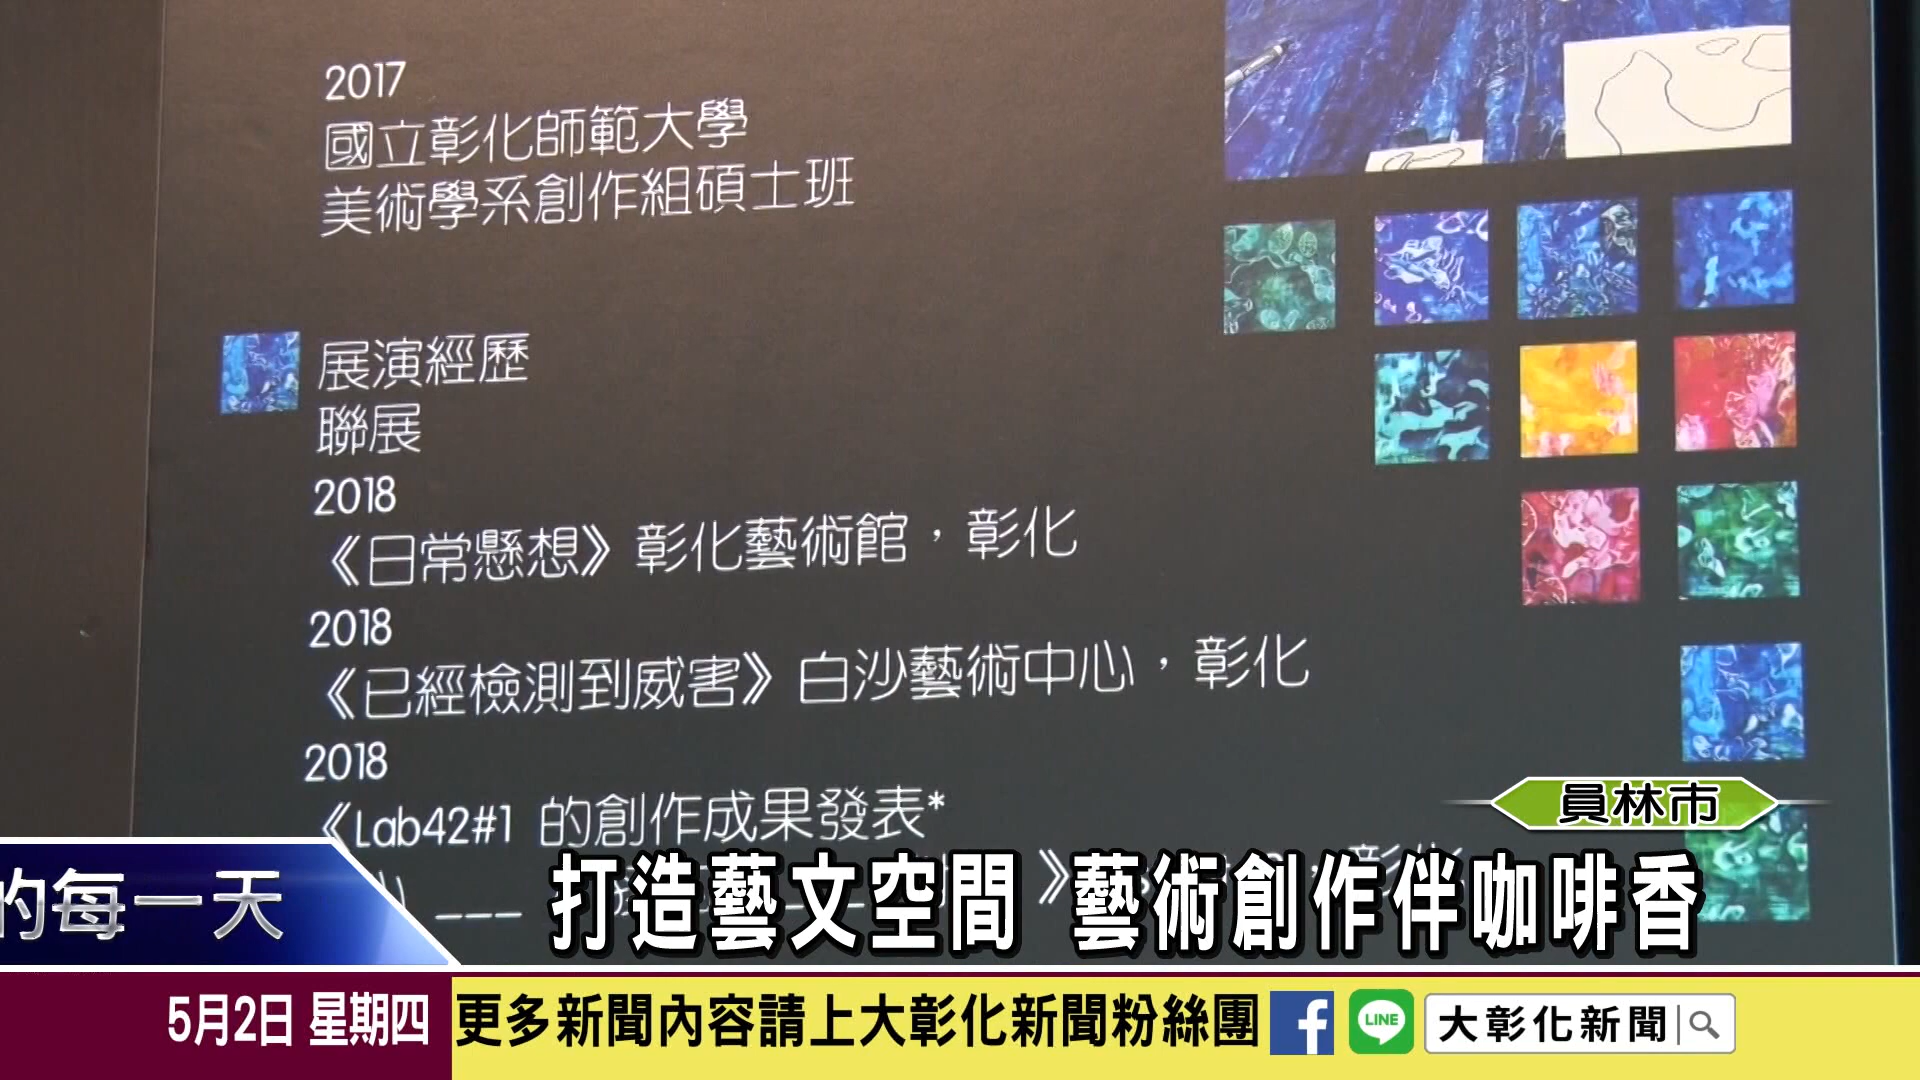 2017
國立彰化師範大學
美術學系創作組碩士班
展演經歷
聯展
2018
《日常懸想》彰化藝術館，彰化
2018
《已經檢測到威害》白沙藝術中心，彰化
2018
《Lab42#1 的創作成果發表*
員林市
的每一天
打造藝文空間 藝術創作伴咖啡香
5月2日 星期四
更多新聞內容請上大彰化新聞粉絲團
f
LINE
大彰化新聞